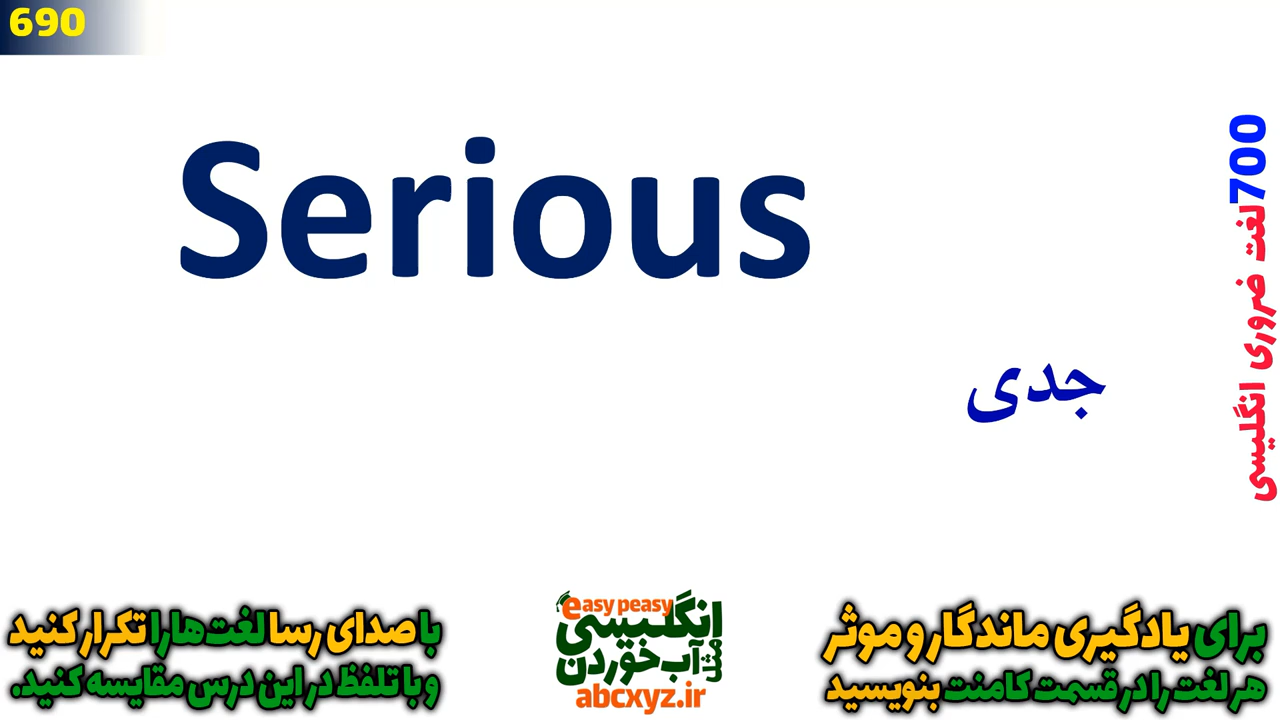 690
Serious
جدی
700 لغت ضروری انگلیسی
برای یادگیری ماندگار و موثر
هر لغت را در قسمت کامنت بنویسید
easy peasy
انگلیسی
مثل آب خوردن
abcxyz.ir
با صدای رسا لغت‌ها را تکرار کنید
و با تلفظ در این درس مقایسه کنید.